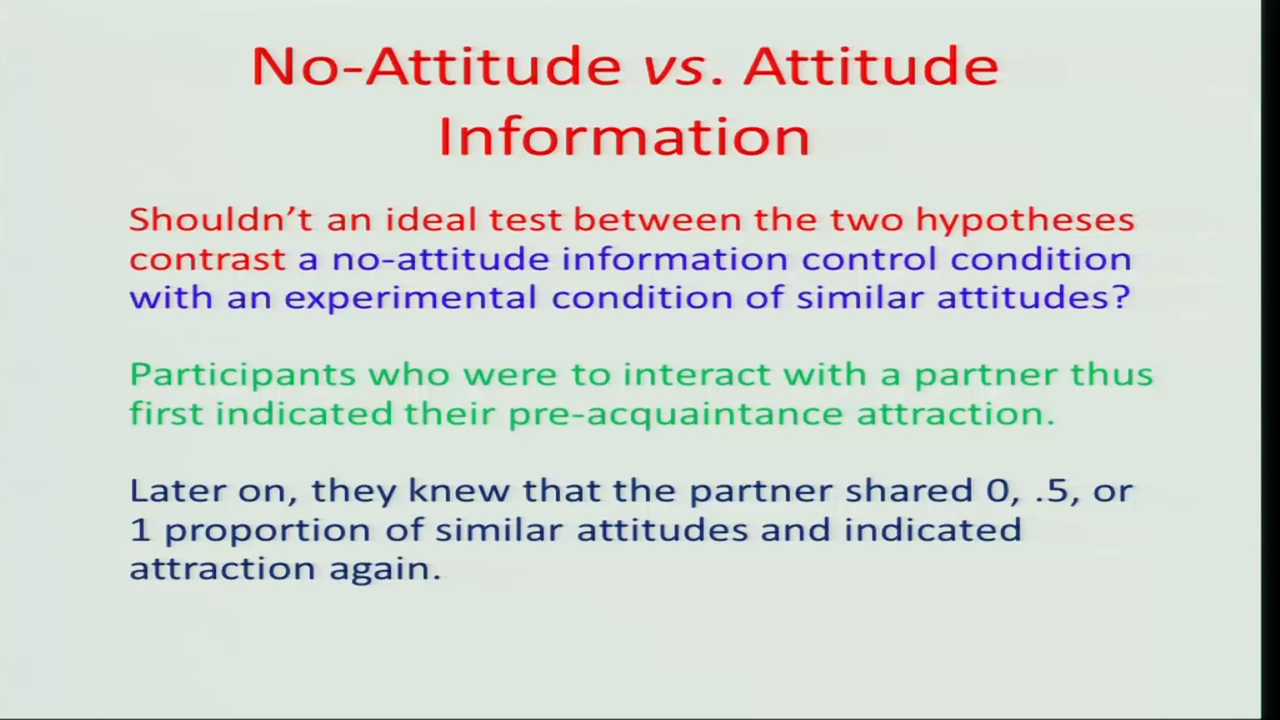 No-Attitude vs. Attitude
Information
Shouldn’t an ideal test between the two hypotheses
contrast a no-attitude information control condition
with an experimental condition of similar attitudes?
Participants who were to interact with a partner thus
first indicated their pre-acquaintance attraction.
Later on, they knew that the partner shared 0, .5, or
1 proportion of similar attitudes and indicated
attraction again.